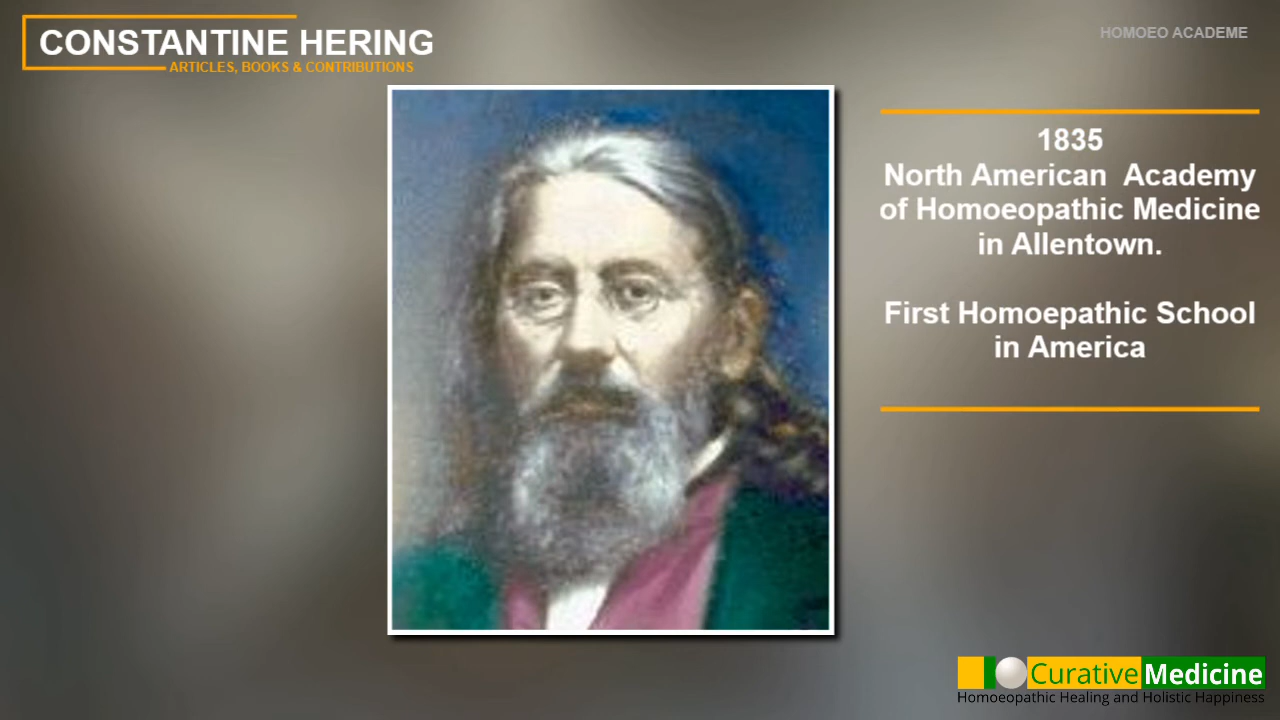 CONSTANTINE HERING
ARTICLES, BOOKS & CONTRIBUTIONS
HOMOEO ACADEME
1835
North American Academy
of Homoeopathic Medicine
in Allentown.
First Homoepathic School
in America
Curative Medicine
Homoeopathic Healing and Holistic Happiness